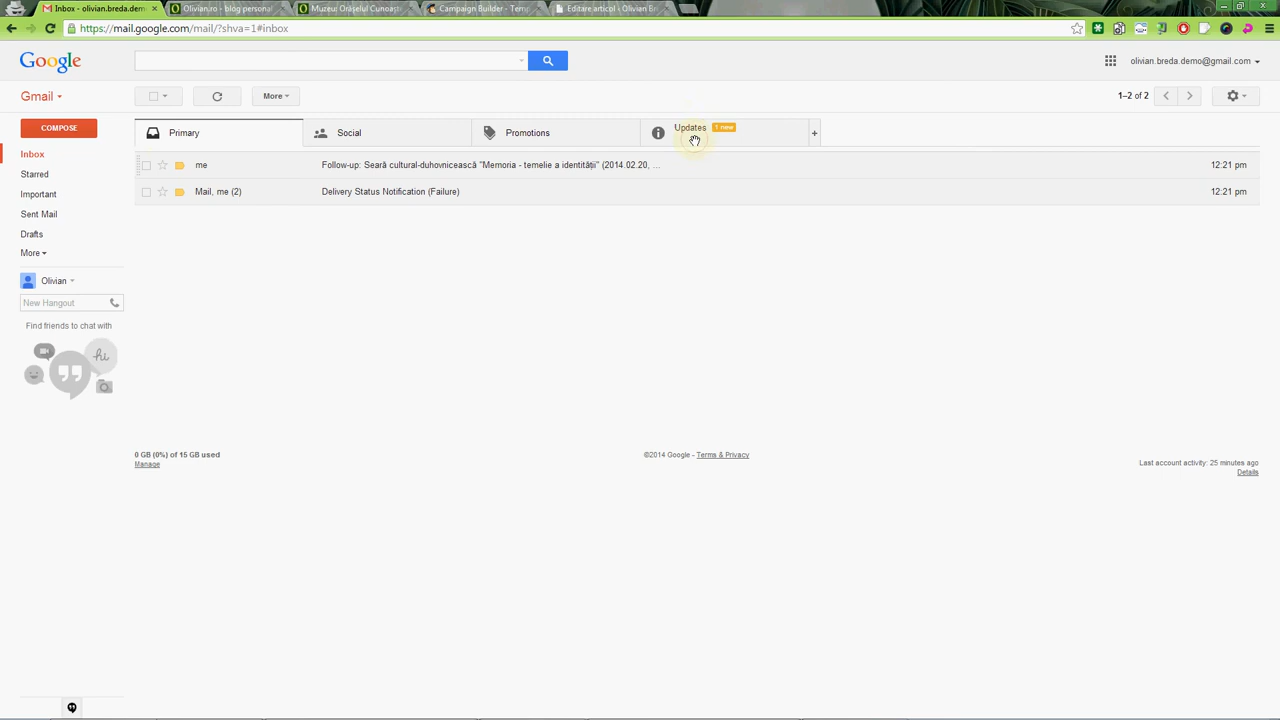 Inbox - olivian.breda.dem
Olivian.ro - blog personal
Muzeul Orășelul Cunoaș
Campaign Builder - Tem
Editare articol ‹ Olivian Br
https://mail.google.com/mail/?shva=1#inbox
Google
olivian.breda.demo@gmail.com
Gmail
More
1–2 of 2
COMPOSE
Primary
Social
Promotions
Updates
1 new
+
Inbox
Starred
Important
Sent Mail
Drafts
More
me
Follow-up: Seară cultural-duhovnicească "Memoria - temelie a identității" (2014.02.20, ...
12:21 pm
Mail, me (2)
Delivery Status Notification (Failure)
12:21 pm
Olivian
New Hangout
Find friends to chat with
hi
0 GB (0%) of 15 GB used
Manage
©2014 Google - Terms & Privacy
Last account activity: 25 minutes ago
Details